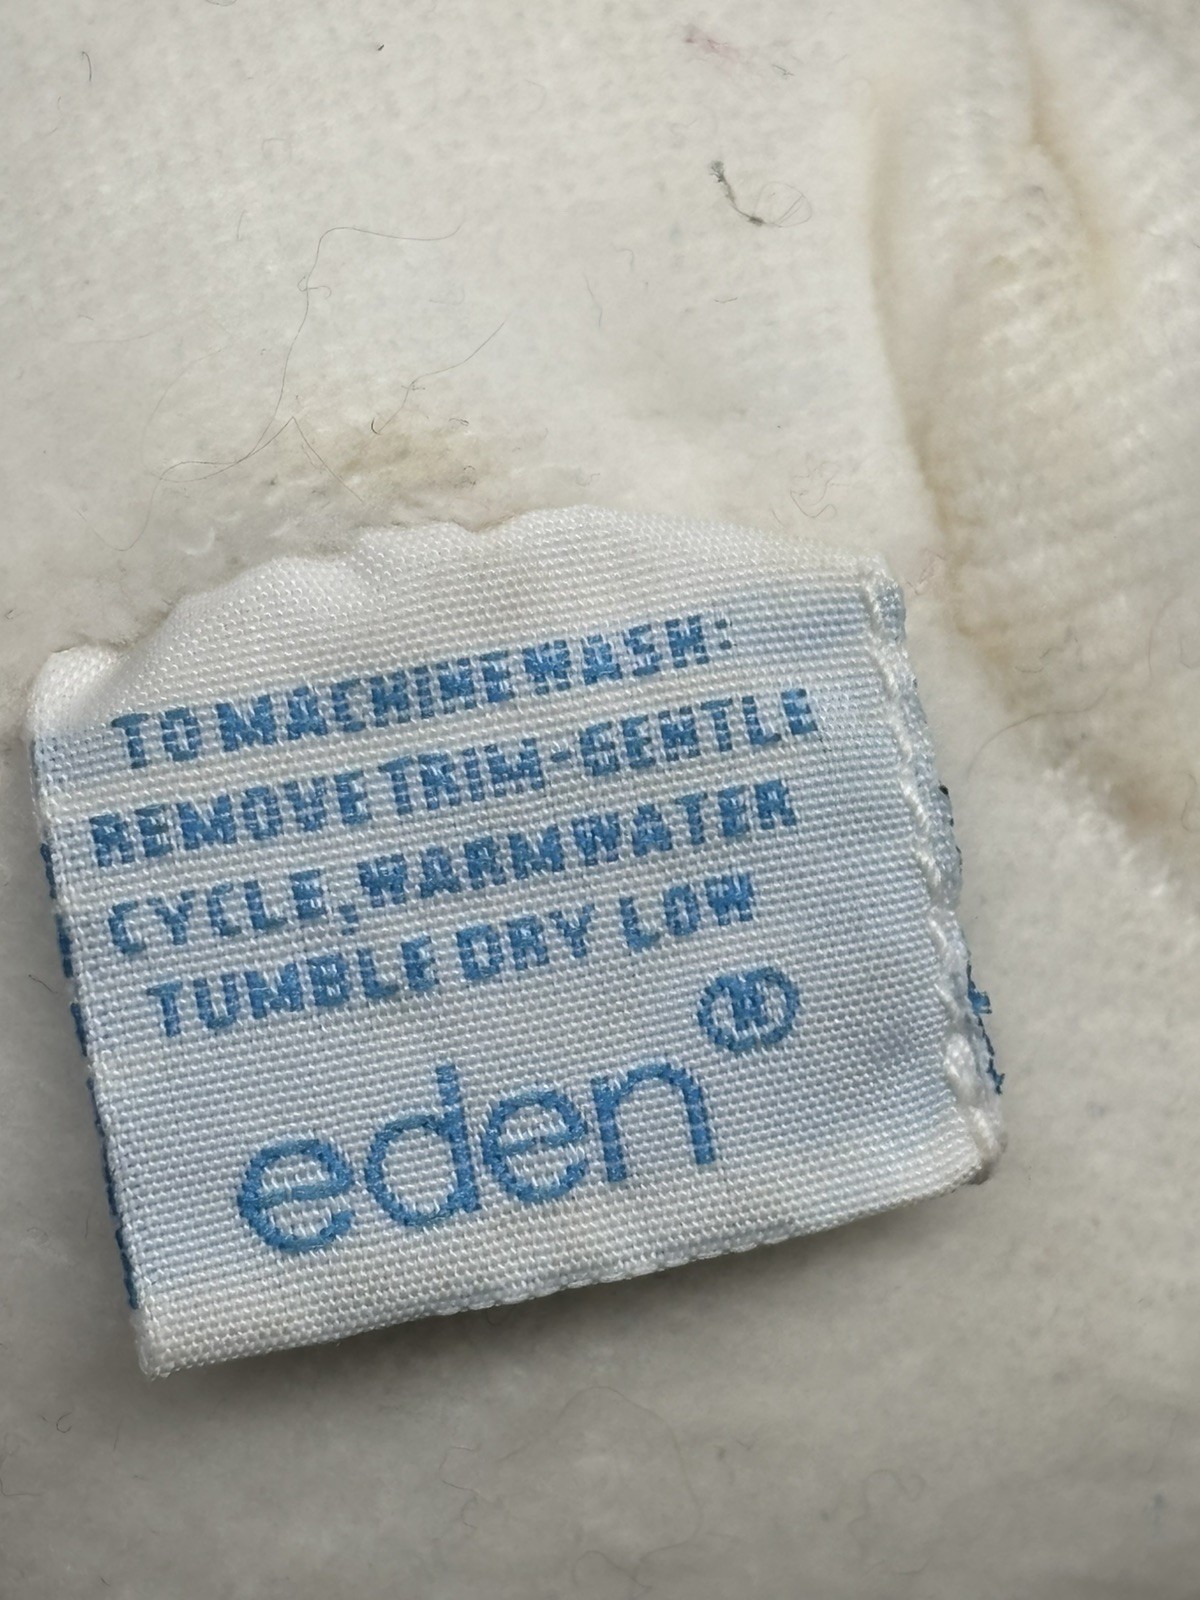 TO MACHINE WASH:
REMOVE TRIM-GENTLE
CYCLE, WARM WATER
TUMBLE DRY LOW
eden ®